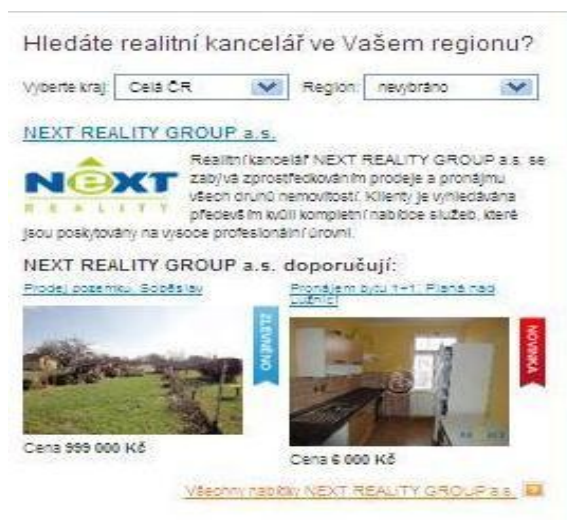 Hledáte realitní kancelář ve Vašem regionu?
Vyberte kraj: Celá ČR Region: nevybráno
NEXT REALITY GROUP a.s.
NEXT
REALITY
Realitní kancelář NEXT REALITY GROUP a.s. se
zabývá zprostředkováním prodeje a pronájmu
všech druhů nemovitostí. Klienty je vyhledávána
především kvůli kompletní nabídce služeb, které
jsou poskytovány na vysoce profesionální úrovni.
NEXT REALITY GROUP a.s. doporučují:
Prodej pozemku, Soběslav
ZLEVNĚNO
Cena 999 000 Kč
Pronájem bytu 1+1, Planá nad
Lužnicí
NOVINKA
Cena 6 000 Kč
Všechny nabídky NEXT REALITY GROUP a.s.